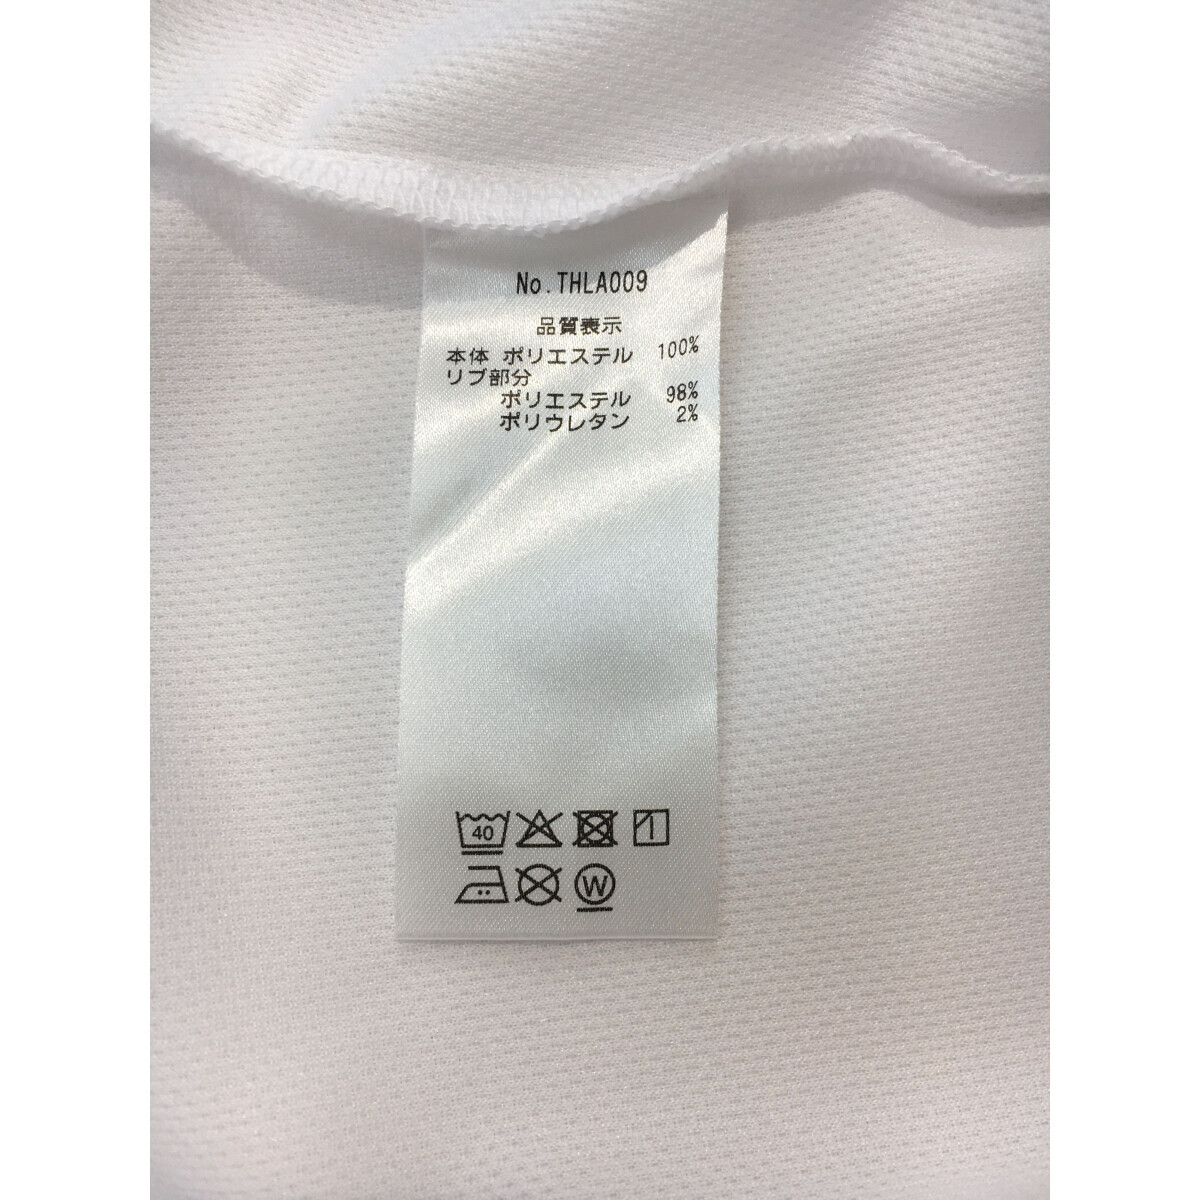 No.THLA009
品質表示
本体 ポリエステル 100%
リブ部分
ポリエステル 98%
ポリウレタン 2%
40
W